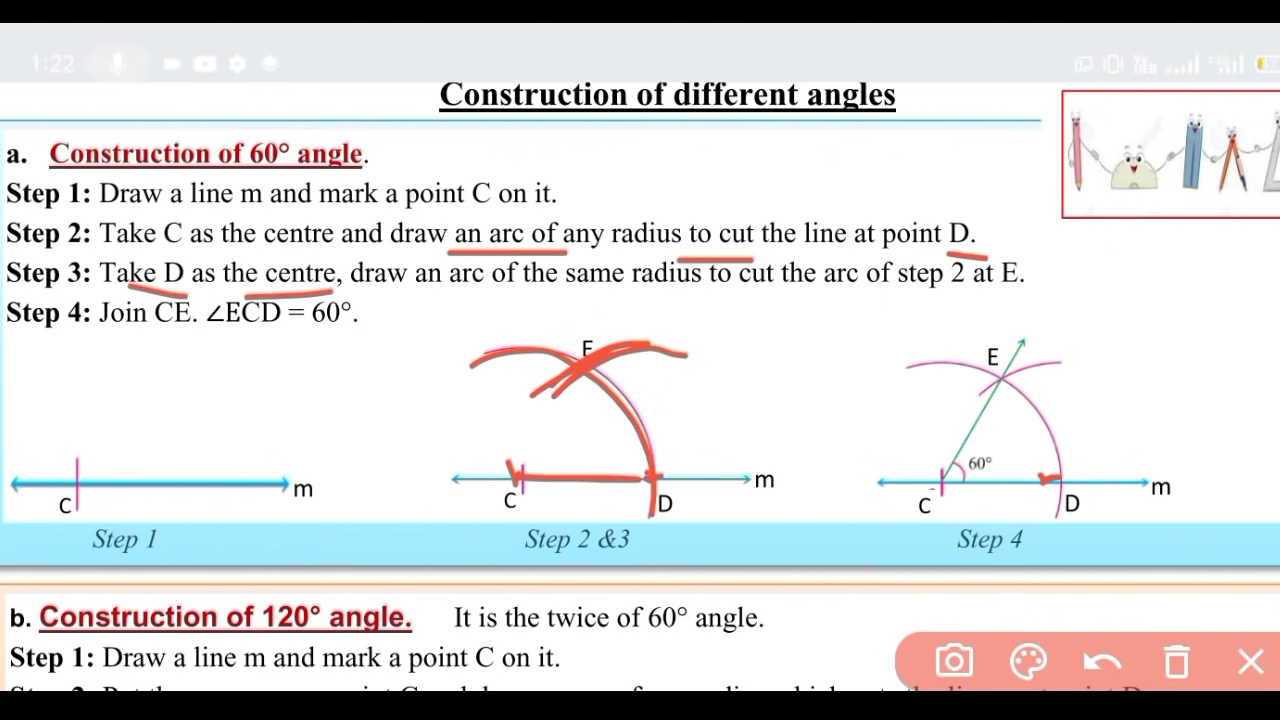 1:22
Construction of different angles
a. Construction of 60° angle.
Step 1: Draw a line m and mark a point C on it.
Step 2: Take C as the centre and draw an arc of any radius to cut the line at point D.
Step 3: Take D as the centre, draw an arc of the same radius to cut the arc of step 2 at E.
Step 4: Join CE. ∠ECD = 60°.
E E
60°
C m C D m C D m
Step 1 Step 2 &3 Step 4
b. Construction of 120° angle. It is the twice of 60° angle.
Step 1: Draw a line m and mark a point C on it.